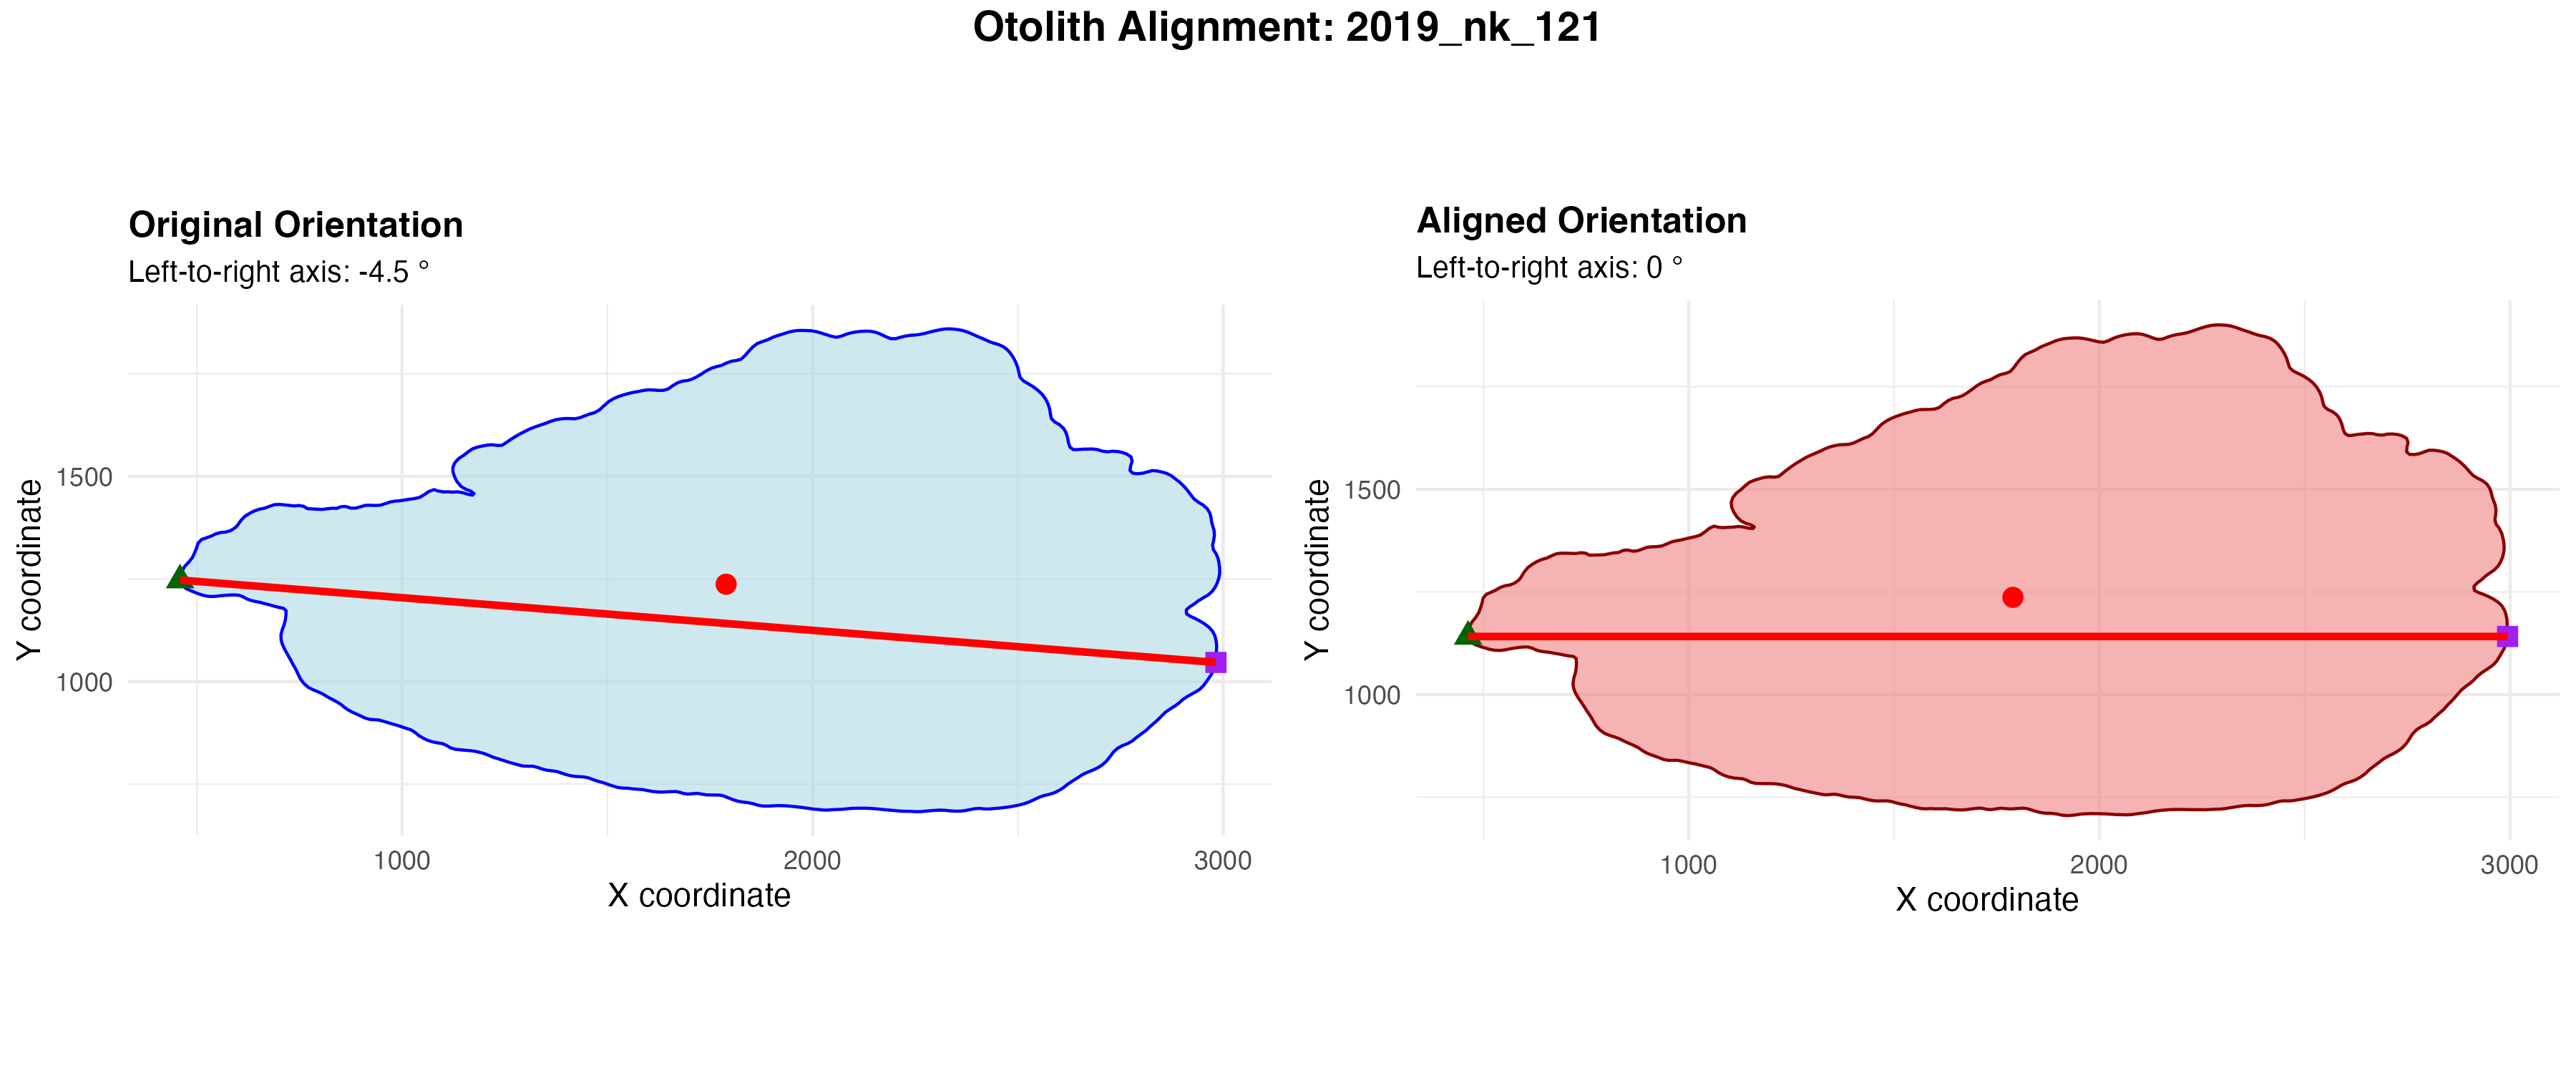 Otolith Alignment: 2019_nk_121
Original Orientation
Left-to-right axis: -4.5 °
Y coordinate
1500
1000
1000
2000
3000
X coordinate
Aligned Orientation
Left-to-right axis: 0 °
Y coordinate
1500
1000
1000
2000
3000
X coordinate